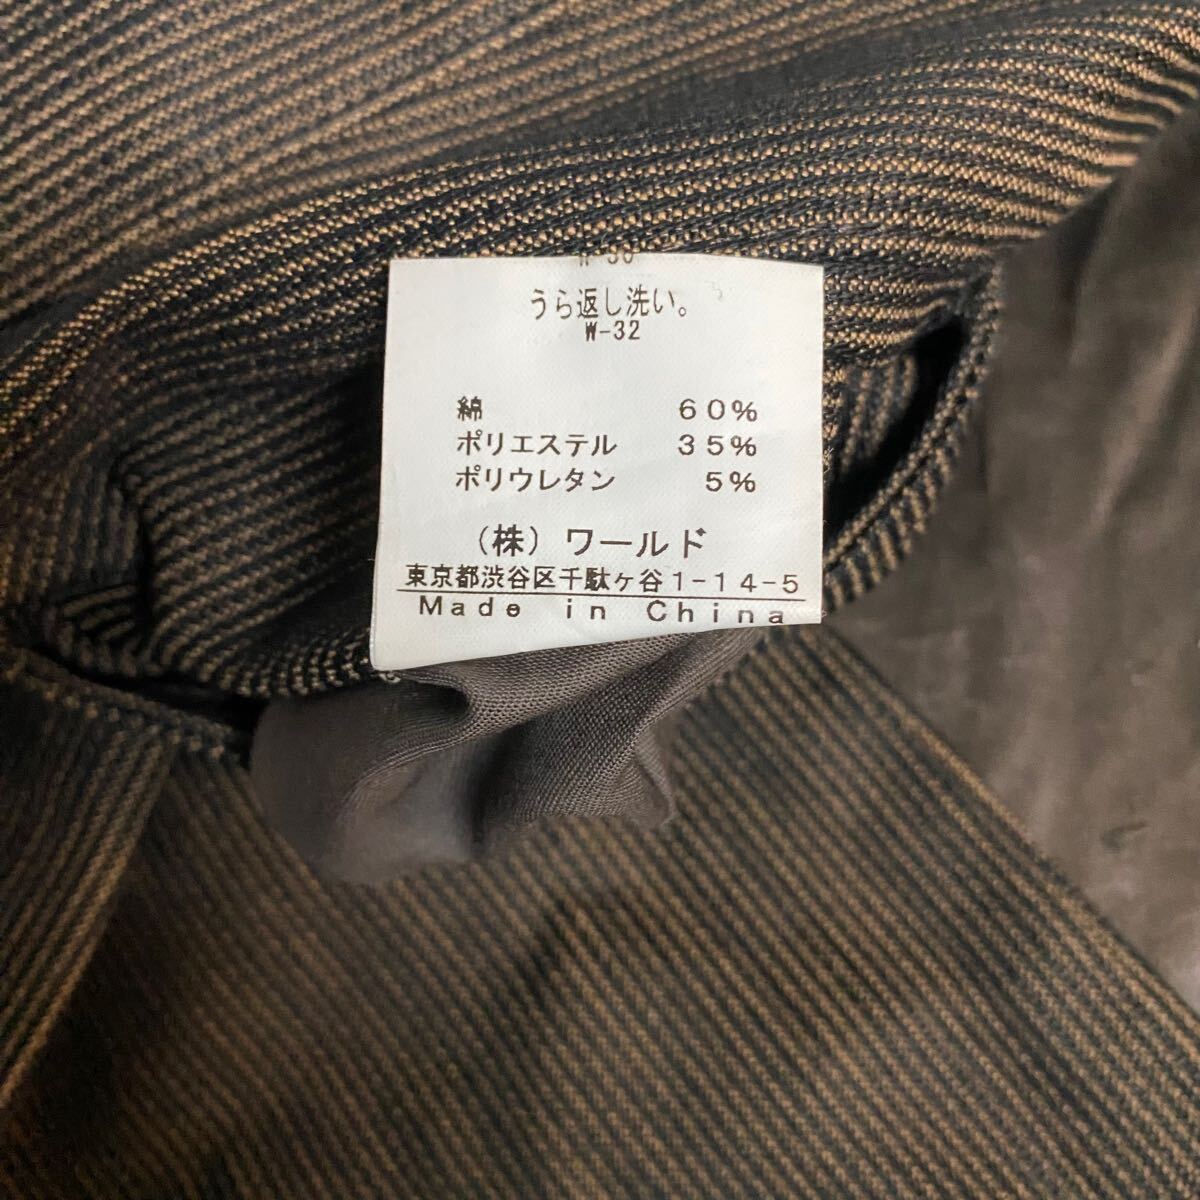 うら返し洗い。
W-32
綿 60%
ポリエステル 35%
ポリウレタン 5%
(株)ワールド
東京都渋谷区千駄ヶ谷1-14-5
Made in China